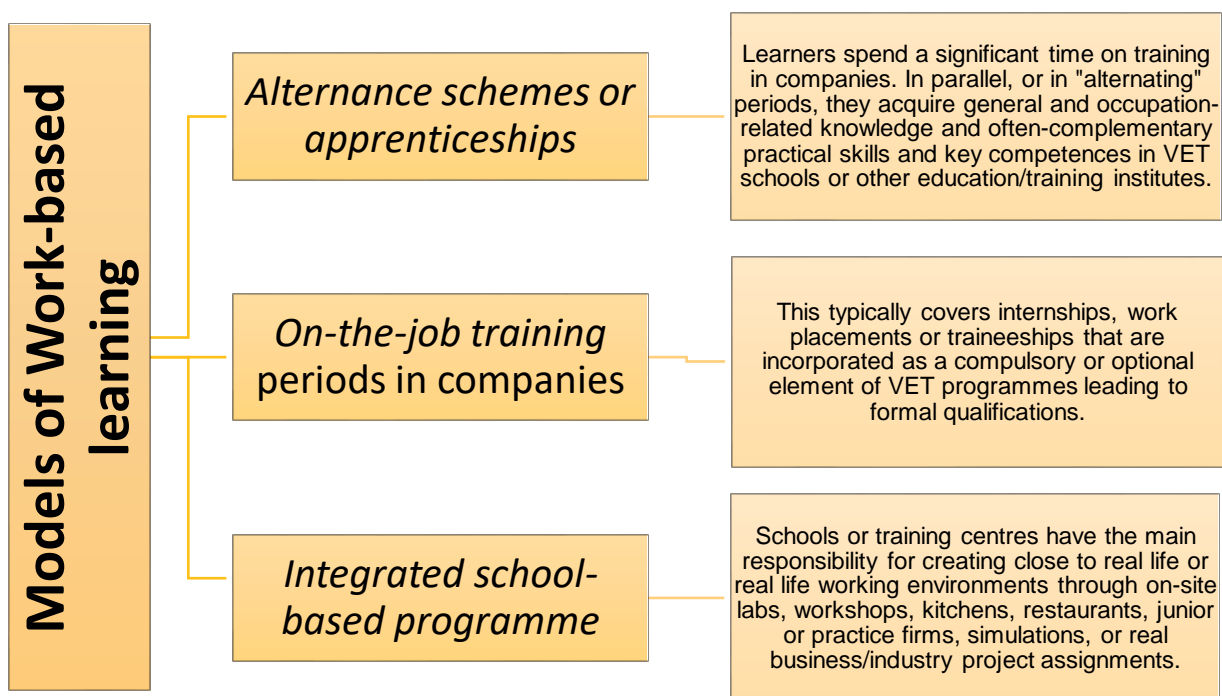 Models of Work-based
learning
Alternance schemes or
apprenticeships
Learners spend a significant time on training
in companies. In parallel, or in "alternating"
periods, they acquire general and occupation-
related knowledge and often-complementary
practical skills and key competences in VET
schools or other education/training institutes.
On-the-job training
periods in companies
This typically covers internships, work
placements or traineeships that are
incorporated as a compulsory or optional
element of VET programmes leading to
formal qualifications.
Integrated school-
based programme
Schools or training centres have the main
responsibility for creating close to real life or
real life working environments through on-site
labs, workshops, kitchens, restaurants, junior
or practice firms, simulations, or real
business/industry project assignments.